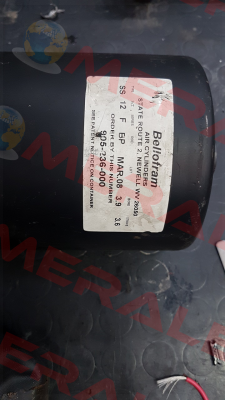 Bellofram
AIR CYLINDERS
STATE ROUTE 2, NEWELL WV 26050
SS 12 F BP MAR.08 3.9 3.6
ORDER BY THIS NUMBER
905-236-000
SEE PATENT NOTICE ON CONTAINER